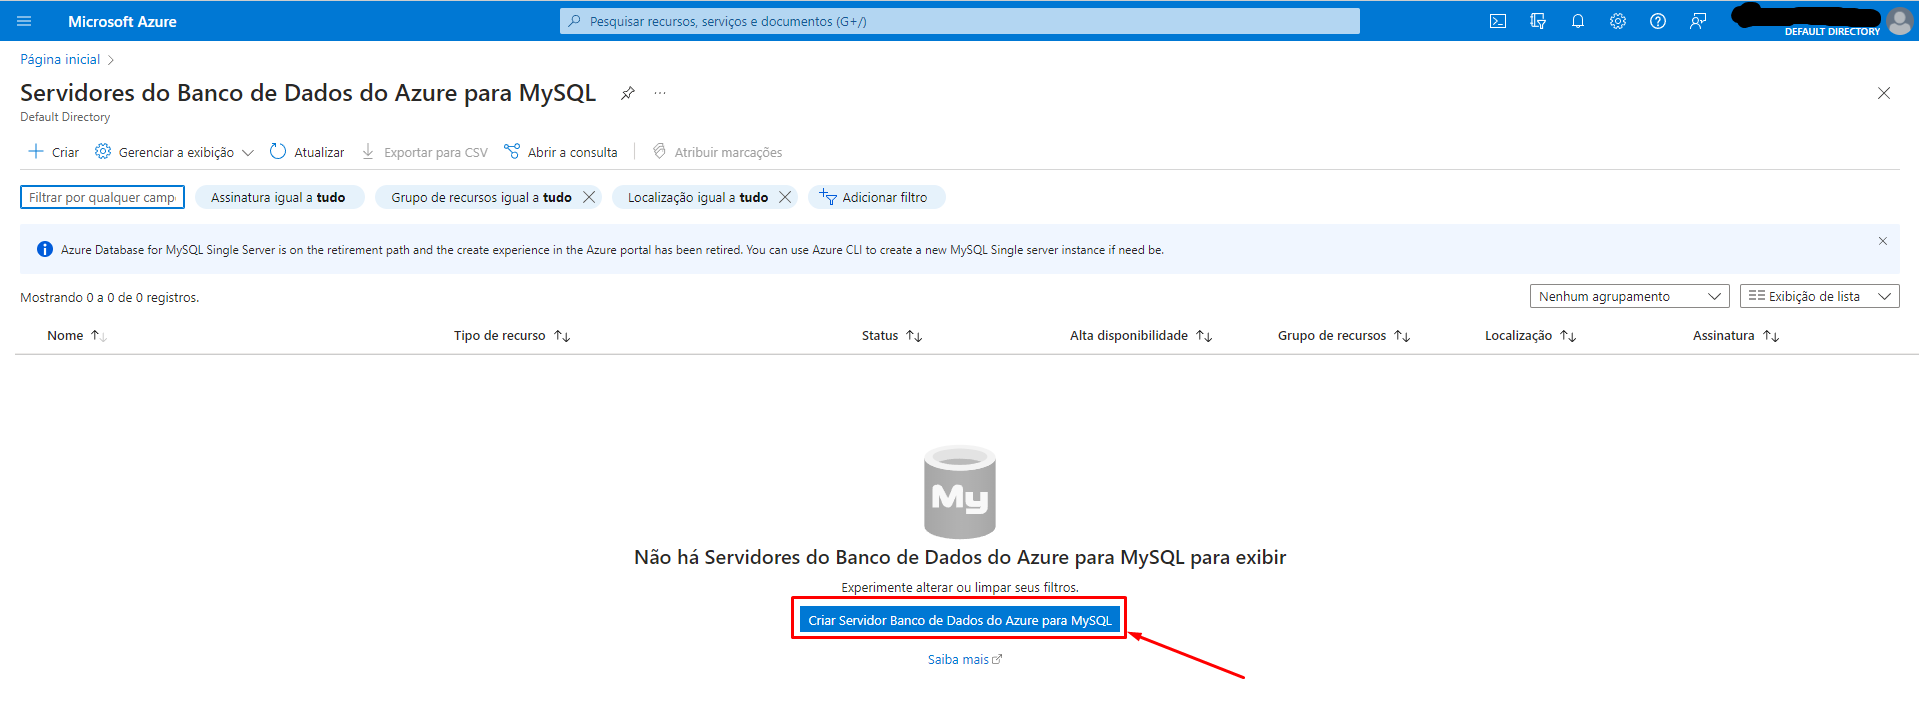 Microsoft Azure
Pesquisar recursos, serviços e documentos (G+/)
DEFAULT DIRECTORY
Página inicial
Servidores do Banco de Dados do Azure para MySQL
Default Directory
Criar
Gerenciar a exibição
Atualizar
Exportar para CSV
Abrir a consulta
Atribuir marcações
Filtrar por qualquer camp
Assinatura igual a tudo
Grupo de recursos igual a tudo
Localização igual a tudo
Adicionar filtro
Azure Database for MySQL Single Server is on the retirement path and the create experience in the Azure portal has been retired. You can use Azure CLI to create a new MySQL Single server instance if need be.
Mostrando 0 a 0 de 0 registros.
Nenhum agrupamento
Exibição de lista
Nome
Tipo de recurso
Status
Alta disponibilidade
Grupo de recursos
Localização
Assinatura
My
Não há Servidores do Banco de Dados do Azure para MySQL para exibir
Experimente alterar ou limpar seus filtros.
Criar Servidor Banco de Dados do Azure para MySQL
Saiba mais